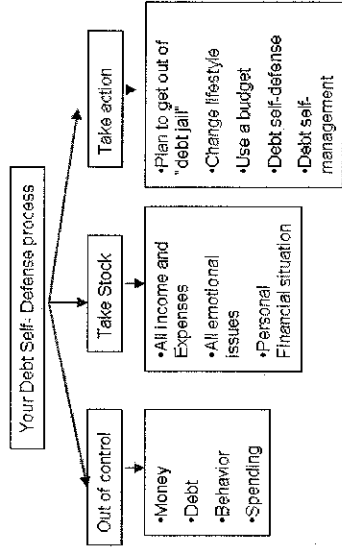 Your Debt Self- Defense process
Out of control
•Money
•Debt
•Behavior
•Spending
Take Stock
•All income and
Expenses
•All emotional
issues
•Personal
Financial situation
Take action
•Plan to get out of
"debt jail"
•Change lifestyle
•Use a budget
•Debt self-defense
•Debt self-
management